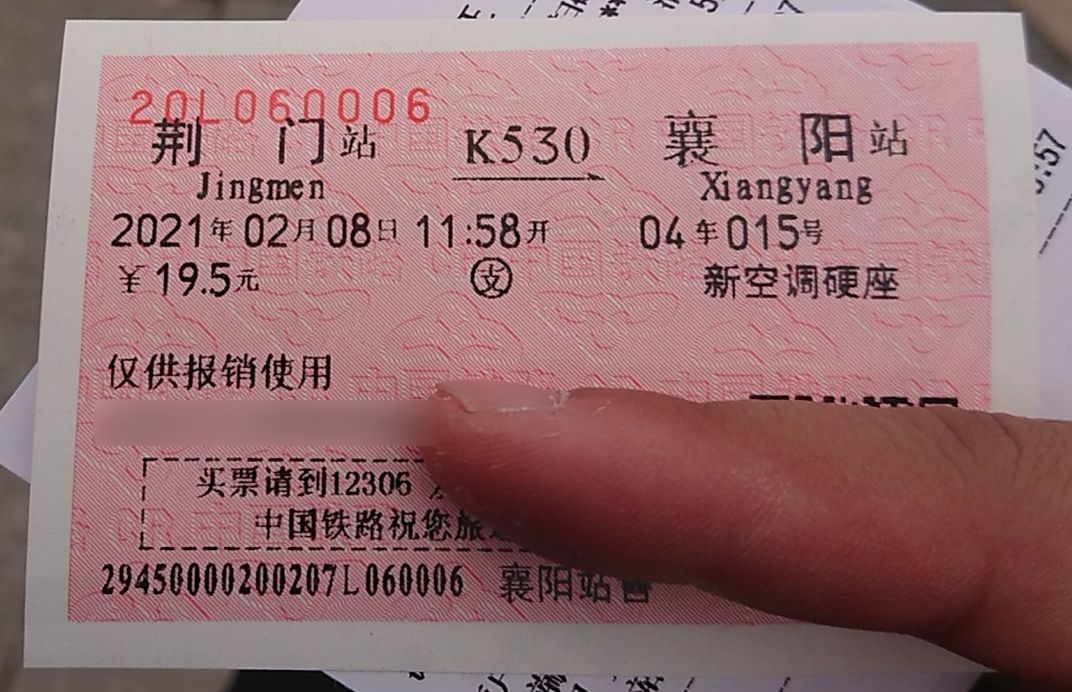 20L060006
荆 门站 K530 襄 阳站
Jingmen Xiangyang
2021年02月08日 11:58开 04车015号
¥19.5元 支 新空调硬座
仅供报销使用
买票请到12306
中国铁路祝您旅
29450000200207L060006 襄阳站售